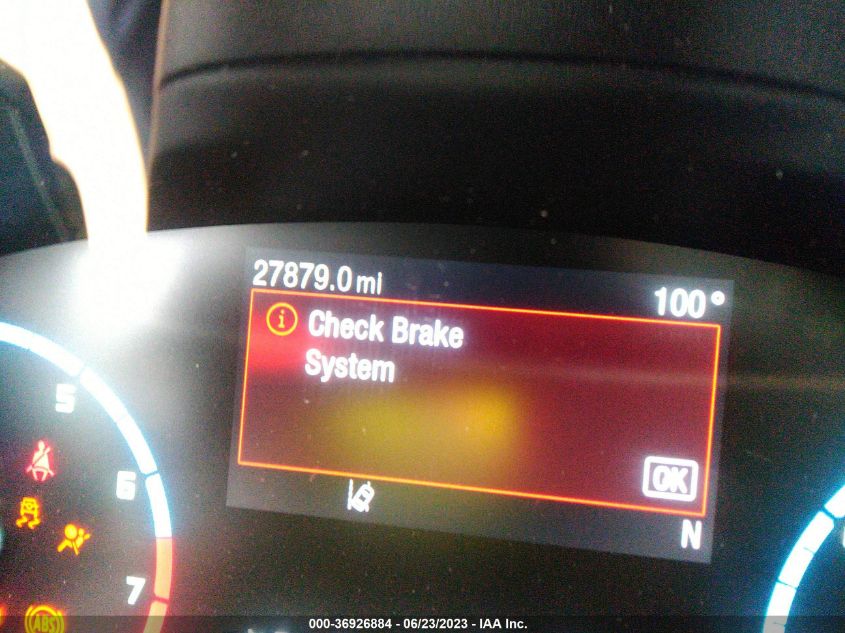 27879.0 mi
100°
Check Brake
System
OK
N
5
6
7
ABS
000-36926884 - 06/23/2023 - IAA Inc.